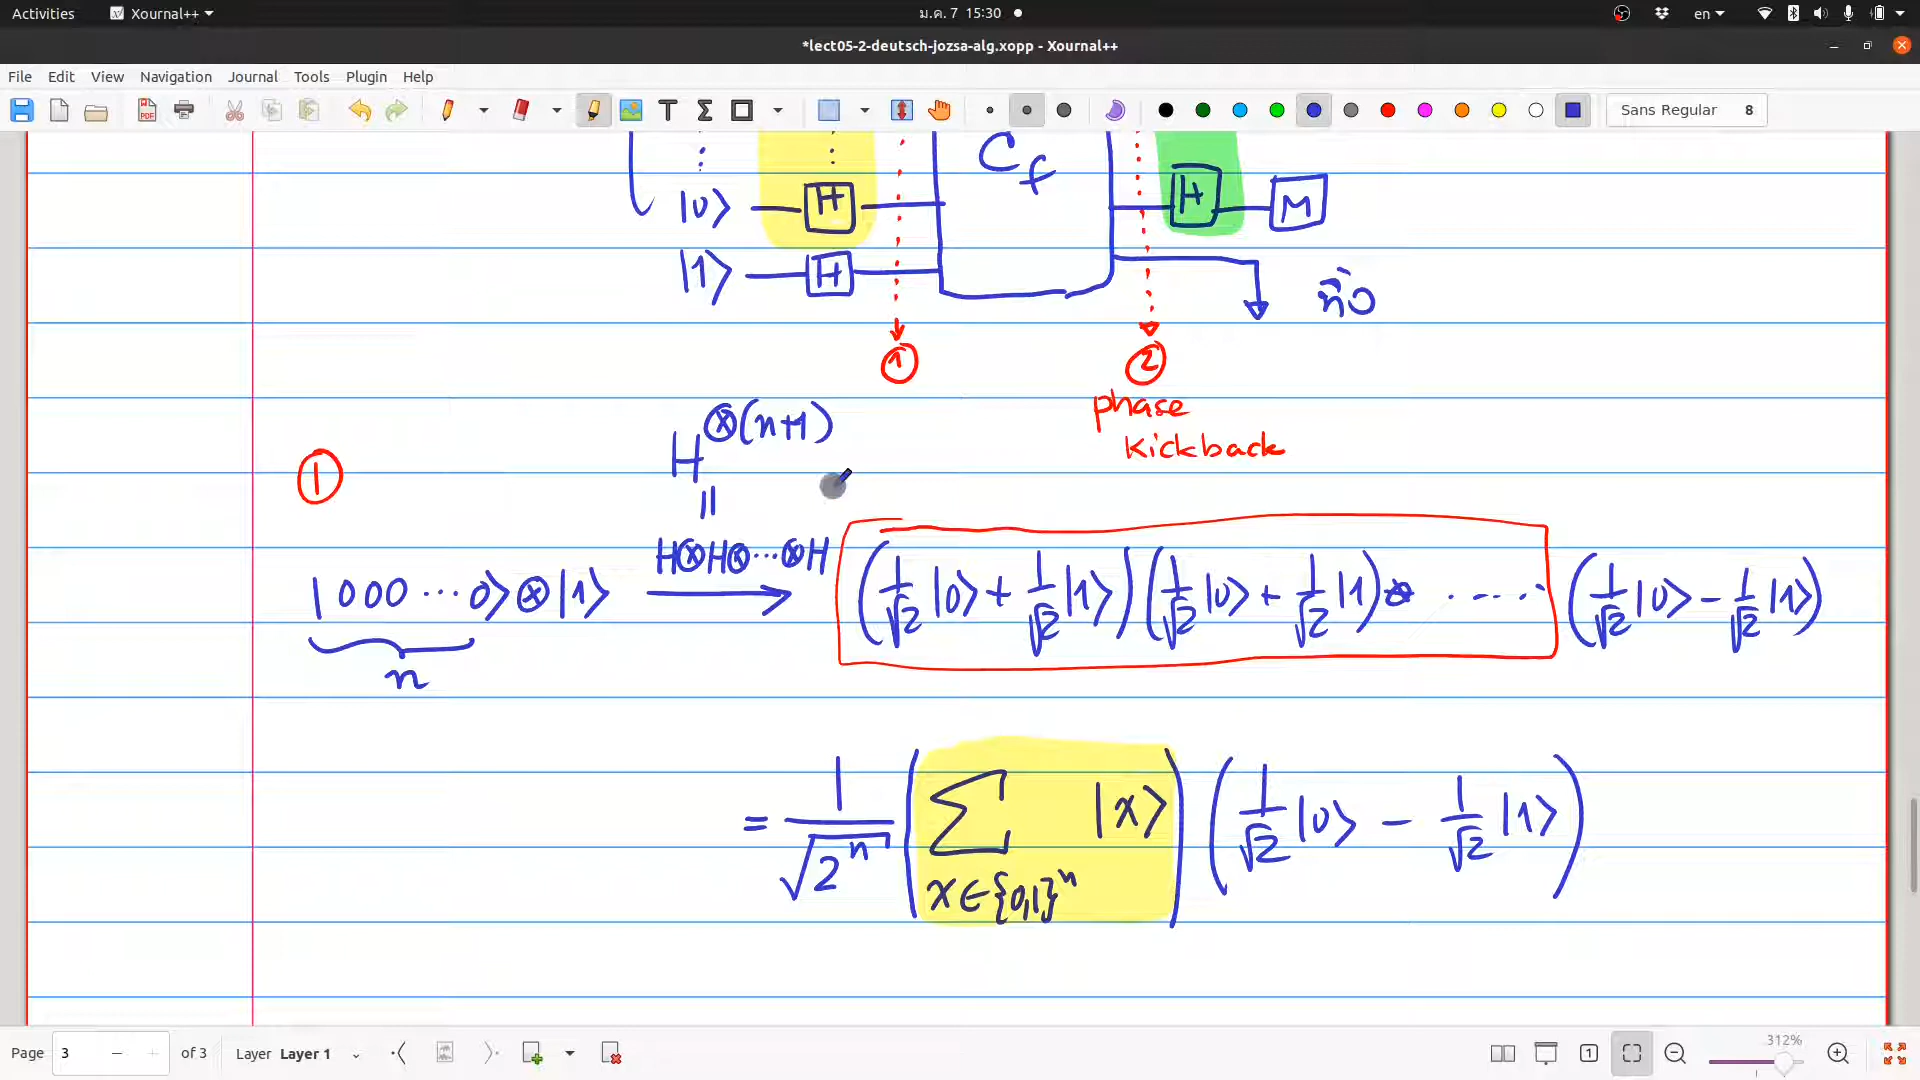 Activities Xournal++ ม.ค. 7 15:30 en
*lect05-2-deutsch-jozsa-alg.xopp - Xournal++
File Edit View Navigation Journal Tools Plugin Help
Sans Regular 8
C_f
|0⟩ H H M
|1⟩ H
① ②
phase
kickback
①
H^{⊗(n+1)}
=
H⊗H⊗···⊗H
|000···0⟩⊗|1⟩ → (1/√2|0⟩+1/√2|1⟩)(1/√2|0⟩+1/√2|1⟩ ····· (1/√2|0⟩-1/√2|1⟩)
n
= 1/√2^n (∑_{x∈{0,1}^n} |x⟩) (1/√2|0⟩ - 1/√2|1⟩)
Page 3 of 3 Layer Layer 1 312%